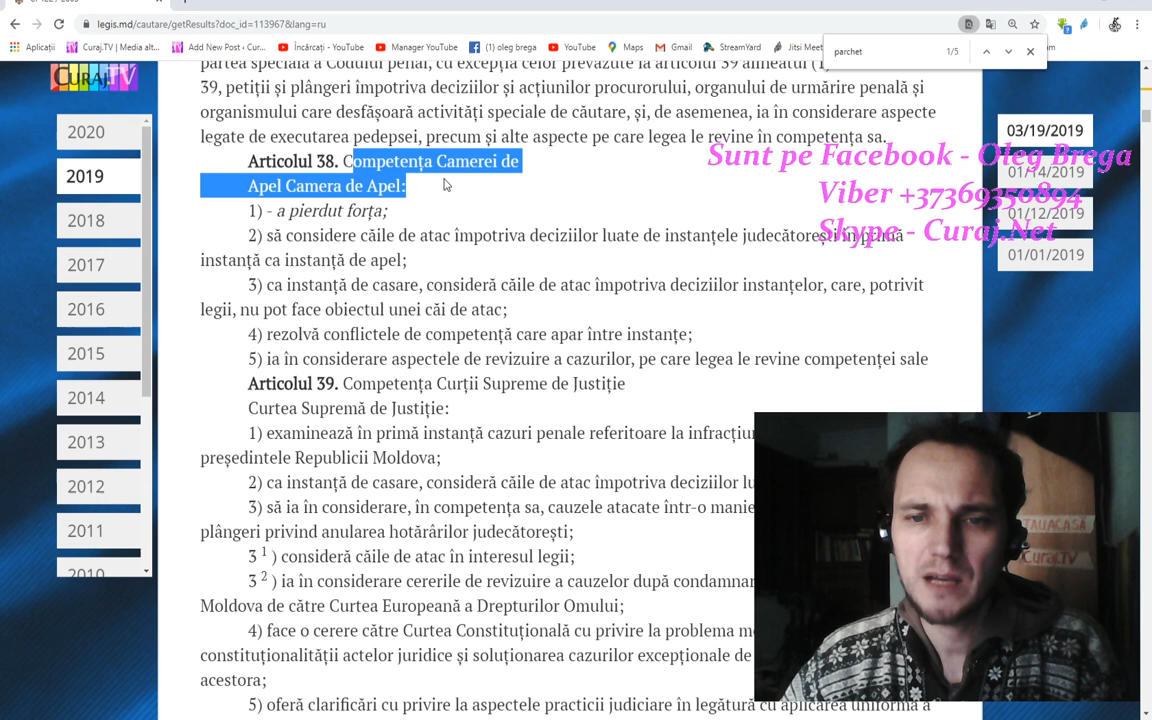 legis.md/cautare/getResults?doc_id=113967&lang=ru
Aplicații
Curaj.TV | Media alt...
Add New Post ‹ Cur...
Încărcați - YouTube
Manager YouTube
(1) oleg brega
YouTube
Maps
Gmail
StreamYard
Jitsi Meet
parchet
1/5
CURAJ.TV
2020
2019
2018
2017
2016
2015
2014
2013
2012
2011
2010
partea specială a Codului penal, cu excepția celor prevăzute la articolul 39 alineatul (1)
39, petiții și plângeri împotriva deciziilor și acțiunilor procurorului, organului de urmărire penală și
organismului care desfășoară activități speciale de căutare, și, de asemenea, ia în considerare aspecte
legate de executarea pedepsei, precum și alte aspecte pe care legea le revine în competența sa.
Articolul 38. Competența Camerei de
Apel Camera de Apel:
1) - a pierdut forța;
2) să considere căile de atac împotriva deciziilor luate de instanțele judecătorești în primă
instanță ca instanță de apel;
3) ca instanță de casare, consideră căile de atac împotriva deciziilor instanțelor, care, potrivit
legii, nu pot face obiectul unei căi de atac;
4) rezolvă conflictele de competență care apar între instanțe;
5) ia în considerare aspectele de revizuire a cazurilor, pe care legea le revine competenței sale
Articolul 39. Competența Curții Supreme de Justiție
Curtea Supremă de Justiție:
1) examinează în primă instanță cazuri penale referitoare la
președintele Republicii Moldova;
2) ca instanță de casare, consideră căile de atac împotriva deciziilor
3) să ia în considerare, în competența sa, cauzele atacate într-o
plângeri privind anularea hotărârilor judecătorești;
3 1 ) consideră căile de atac în interesul legii;
3 2 ) ia în considerare cererile de revizuire a cauzelor după
Moldova de către Curtea Europeană a Drepturilor Omului;
4) face o cerere către Curtea Constituțională cu privire la problema
constituționalității actelor juridice și soluționarea cazurilor excepționale de
acestora;
5) oferă clarificări cu privire la aspectele practicii judiciare în legătură cu aplicarea uniformă a
03/19/2019
01/14/2019
01/12/2019
01/01/2019
Sunt pe Facebook - Oleg Brega
Viber +37369350894
Skype - Curaj.Net
Curaj.TV